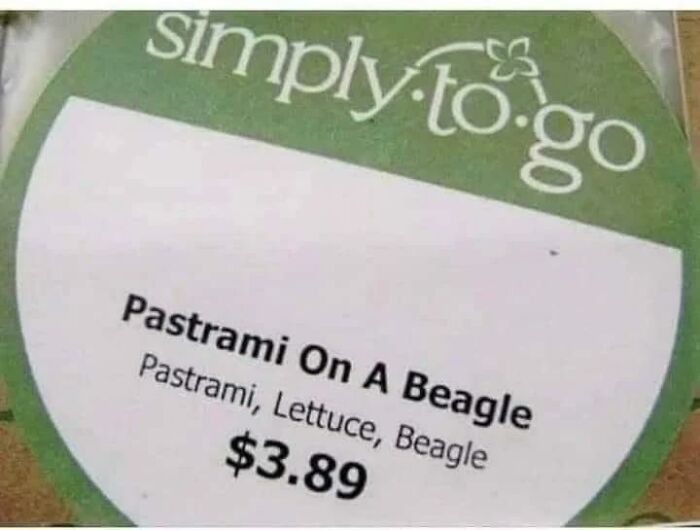 simply·to·go
Pastrami On A Beagle
Pastrami, Lettuce, Beagle
$3.89